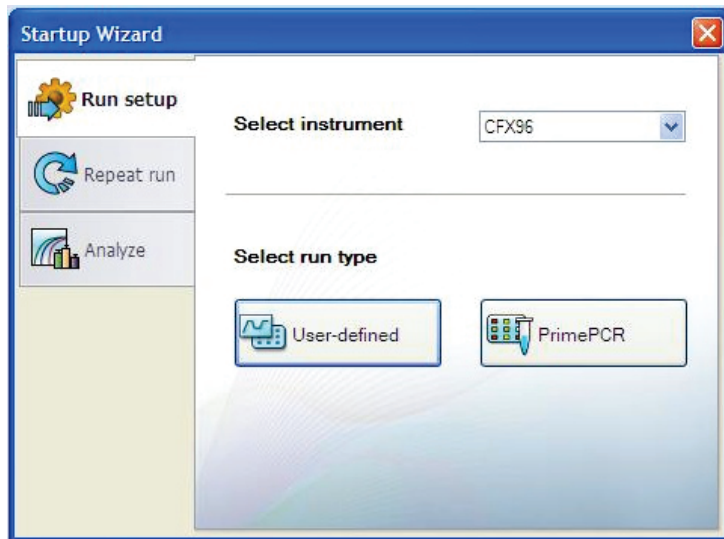 Startup Wizard
Run setup
Repeat run
Analyze
Select instrument
CFX96
Select run type
User-defined
PrimePCR